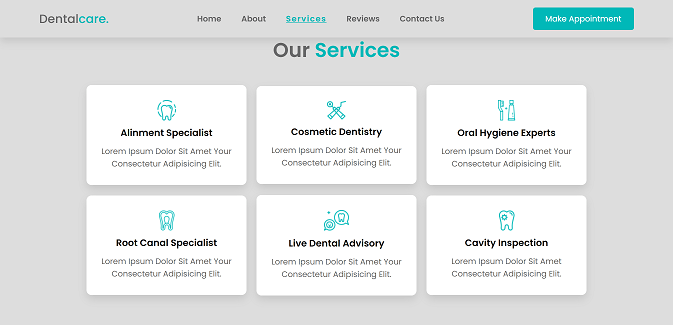 Dentalcare.
Home About Services Reviews Contact Us
Make Appointment
Our Services
Alinment Specialist
Lorem Ipsum Dolor Sit Amet Your
Consectetur Adipisicing Elit.
Cosmetic Dentistry
Lorem Ipsum Dolor Sit Amet Your
Consectetur Adipisicing Elit.
Oral Hygiene Experts
Lorem Ipsum Dolor Sit Amet Your
Consectetur Adipisicing Elit.
Root Canal Specialist
Lorem Ipsum Dolor Sit Amet Your
Consectetur Adipisicing Elit.
Live Dental Advisory
Lorem Ipsum Dolor Sit Amet Your
Consectetur Adipisicing Elit.
Cavity Inspection
Lorem Ipsum Dolor Sit Amet
Consectetur Adipisicing Elit.